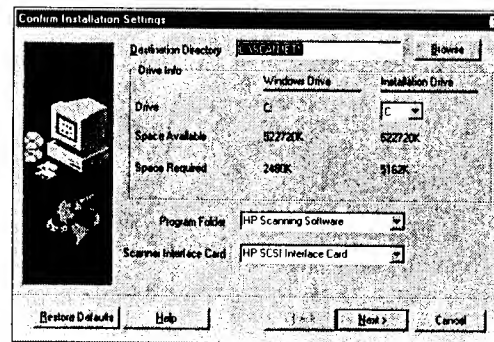 Confirm Installation Settings
Destination Directory C:\SCANJET\ Browse
Drive Info
Windows Drive Installation Drive
Drive C: C
Space Available 522720K 522720K
Space Required 2480K 5162K
Program Folder HP Scanning Software
Scanner Interface Card HP SCSI Interface Card
Restore Defaults Help Next > Cancel